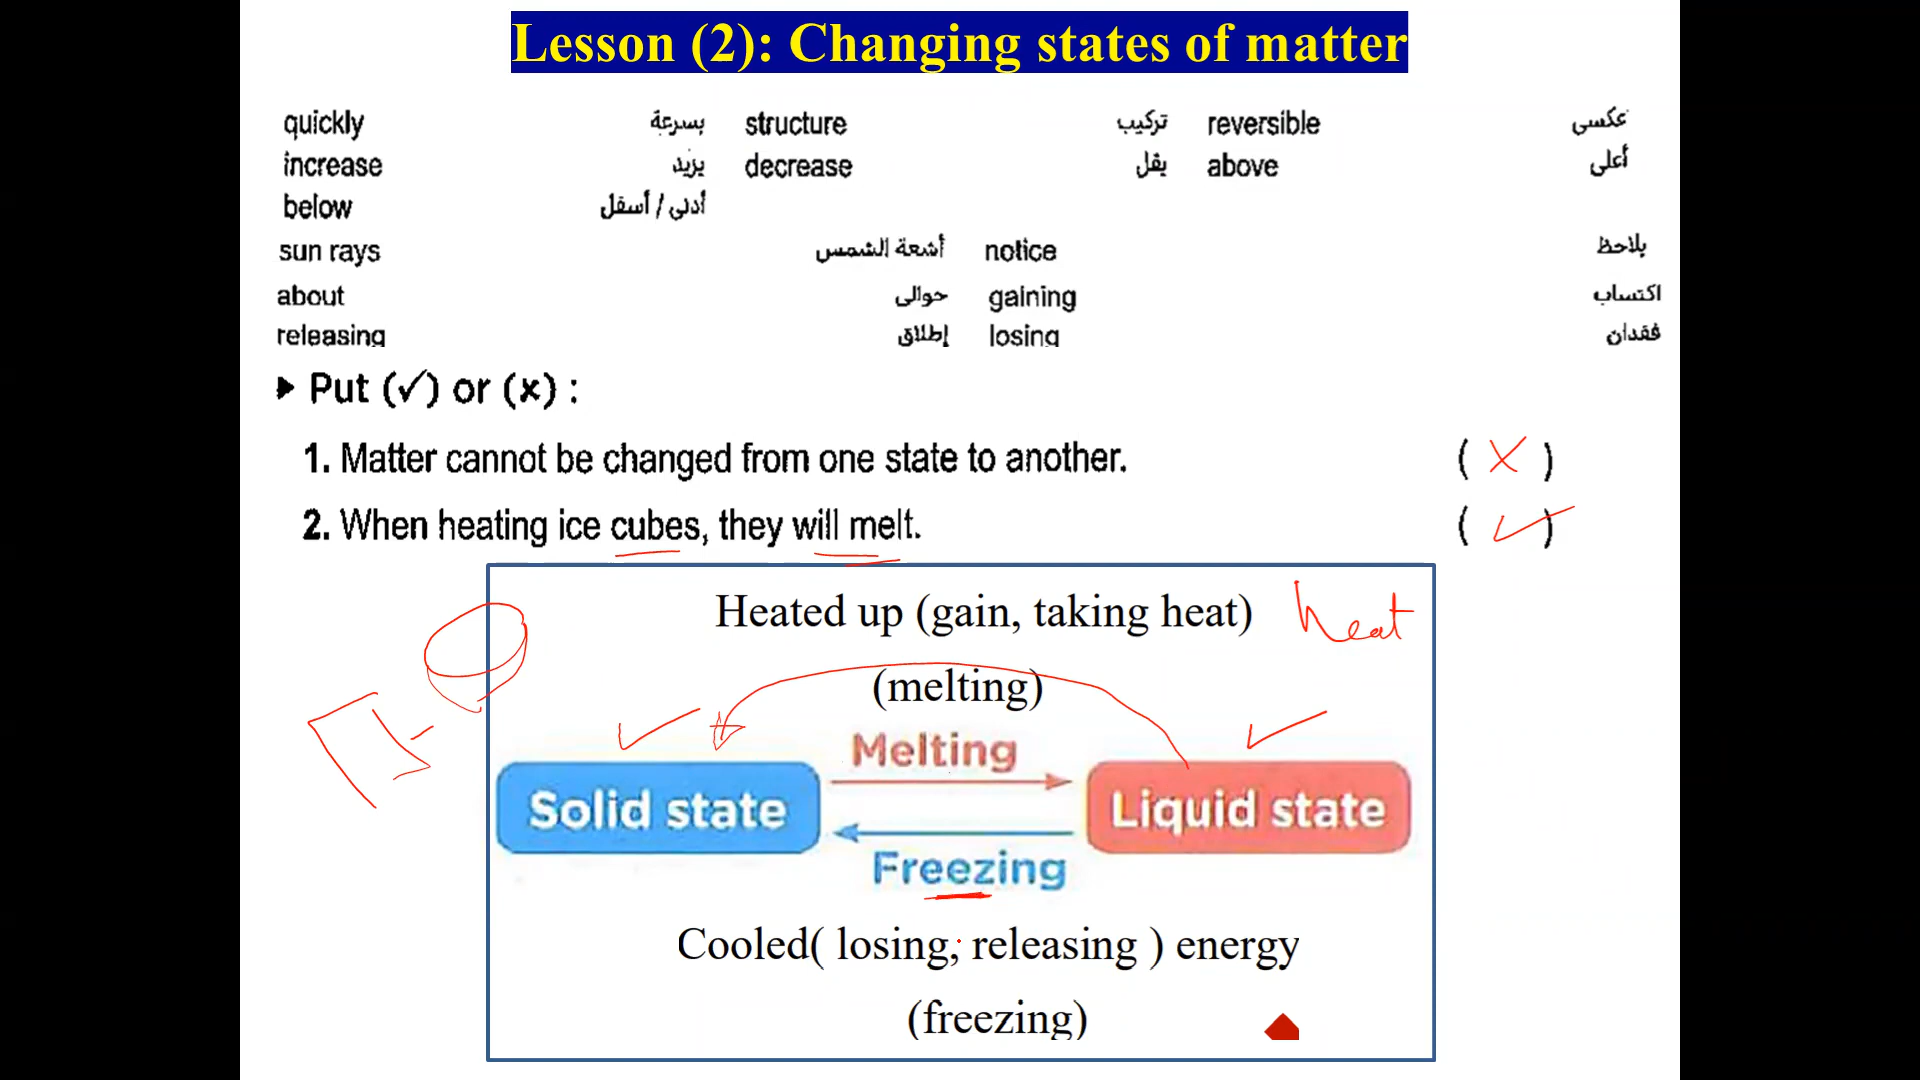 Lesson (2): Changing states of matter
quickly بسرعة structure تركيب reversible عكسى
increase يزيد decrease يقل above أعلى
below أدنى / أسفل
sun rays أشعة الشمس notice يلاحظ
about حوالى gaining اكتساب
releasing إطلاق losing فقدان
▶ Put (✓) or (x) :
1. Matter cannot be changed from one state to another. ( X )
2. When heating ice cubes, they will melt. ( ✓ )
Heated up (gain, taking heat) heat
(melting)
Melting
Solid state Liquid state
Freezing
Cooled( losing, releasing ) energy
(freezing)